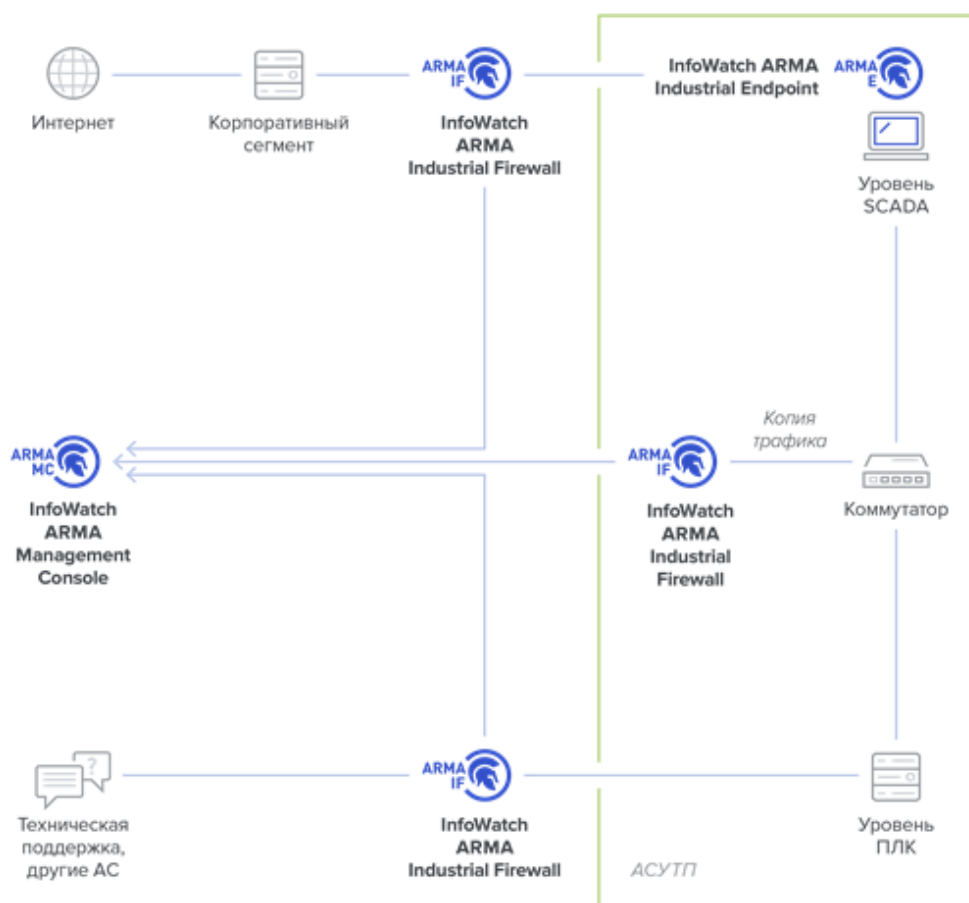 ARMA
IF
InfoWatch ARMA
Industrial Endpoint
ARMA
E
Интернет
Корпоративный
сегмент
InfoWatch
ARMA
Industrial Firewall
Уровень
SCADA
Копия
трафика
ARMA
MC
ARMA
IF
InfoWatch
ARMA
Management
Console
InfoWatch
ARMA
Industrial
Firewall
Коммутатор
ARMA
IF
Техническая
поддержка,
другие АС
InfoWatch
ARMA
Industrial Firewall
АСУТП
Уровень
ПЛК
?